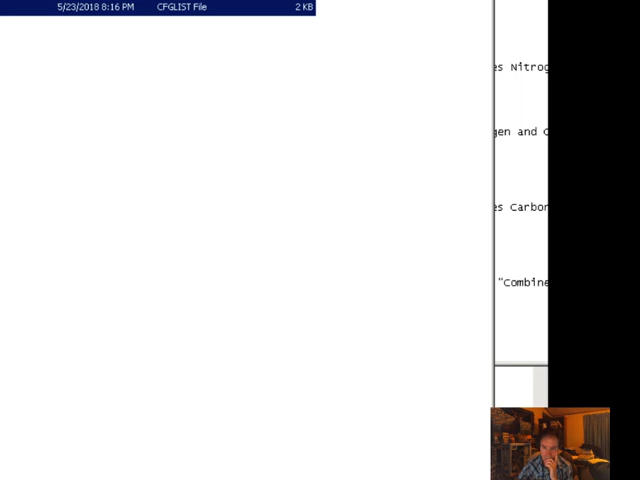 5/23/2018 8:16 PM CFGLIST File 2 KB
es Nitrog
gen and
es Carbon
"Combine